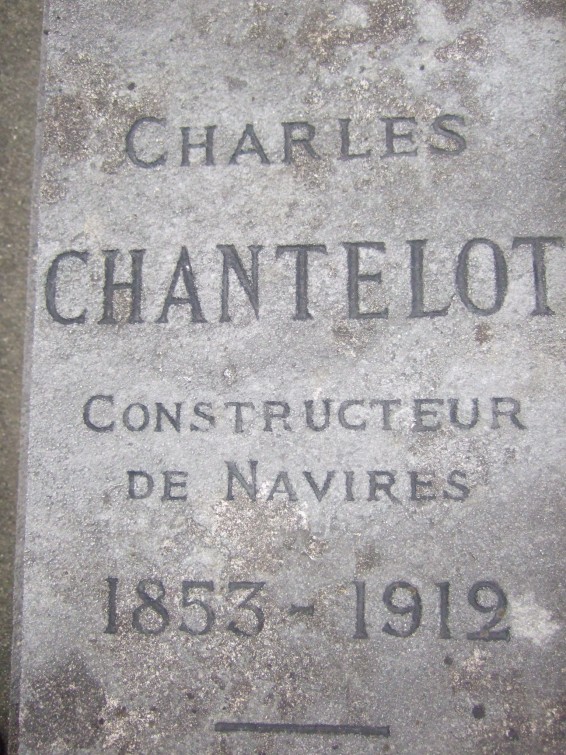 Charles
CHANTELOT
Constructeur
de Navires
1853 - 1912